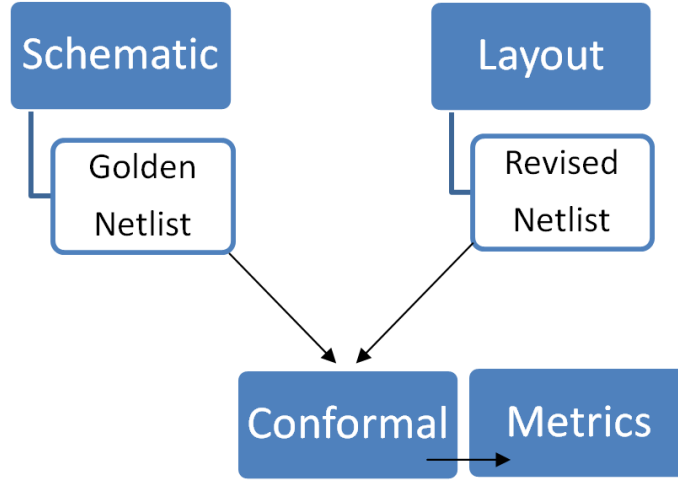 Schematic
Layout
Golden
Netlist
Revised
Netlist
Conformal
Metrics